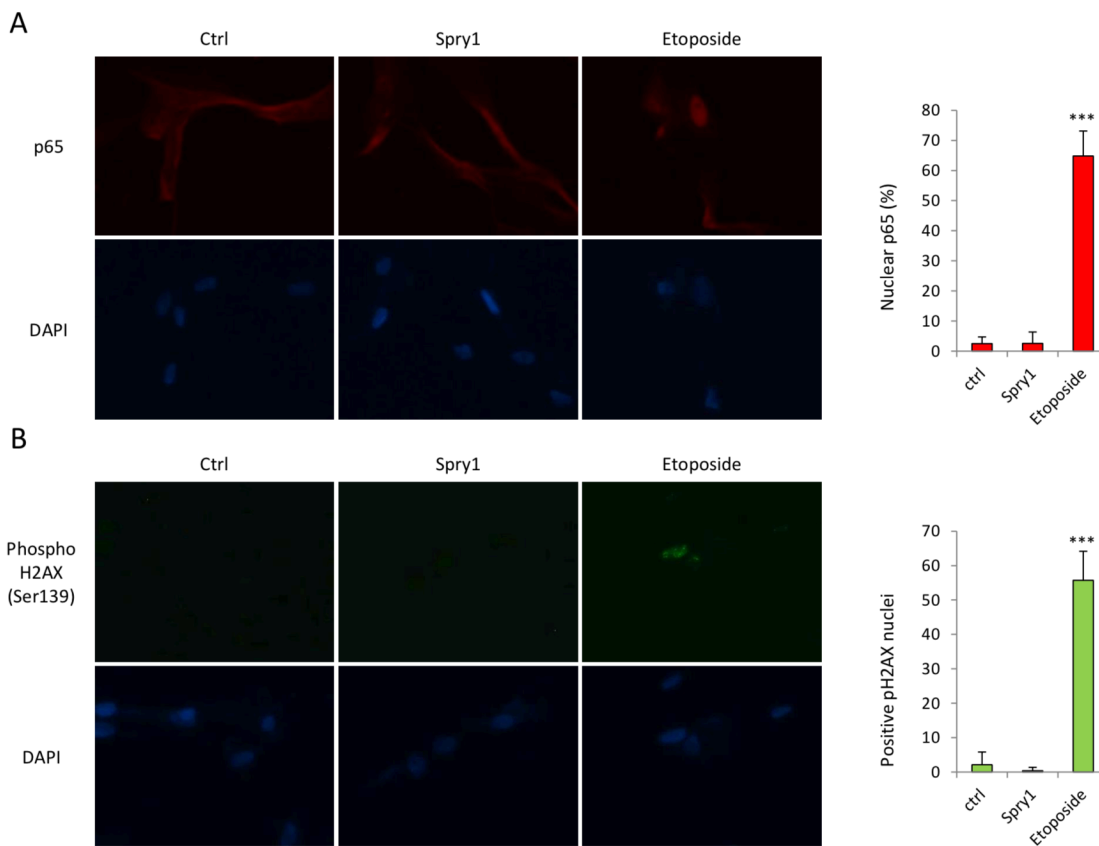 A
Ctrl
Spry1
Etoposide
p65
DAPI
80
70
60
50
40
30
20
10
0
Nuclear p65 (%)
***
ctrl
Spry1
Etoposide
B
Ctrl
Spry1
Etoposide
Phospho
H2AX
(Ser139)
DAPI
70
60
50
40
30
20
10
0
Positive pH2AX nuclei
***
ctrl
Spry1
Etoposide